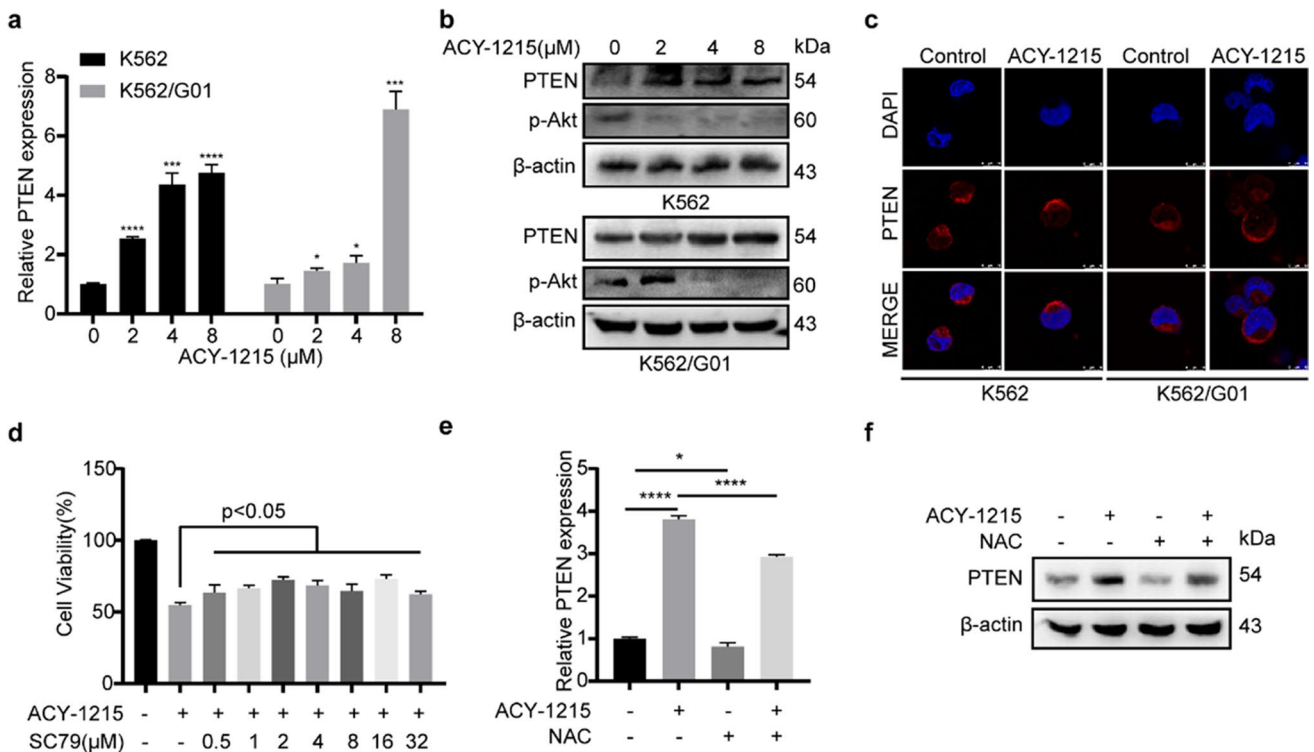 a
K562
K562/G01
Relative PTEN expression
8
6
4
2
0
**** *** **** * * ***
0 2 4 8 0 2 4 8
ACY-1215 (μM)
b
ACY-1215(μM) 0 2 4 8 kDa
PTEN 54
p-Akt 60
β-actin 43
K562
PTEN 54
p-Akt 60
β-actin 43
K562/G01
c
Control ACY-1215 Control ACY-1215
DAPI
PTEN
MERGE
K562 K562/G01
d
Cell Viability(%)
150
100
50
0
p<0.05
ACY-1215 - + + + + + + + +
SC79(μM) - - 0.5 1 2 4 8 16 32
e
Relative PTEN expression
5
4
3
2
1
0
*
**** ****
ACY-1215 - + - +
NAC - - + +
f
ACY-1215 - + - +
NAC - - + + kDa
PTEN 54
β-actin 43